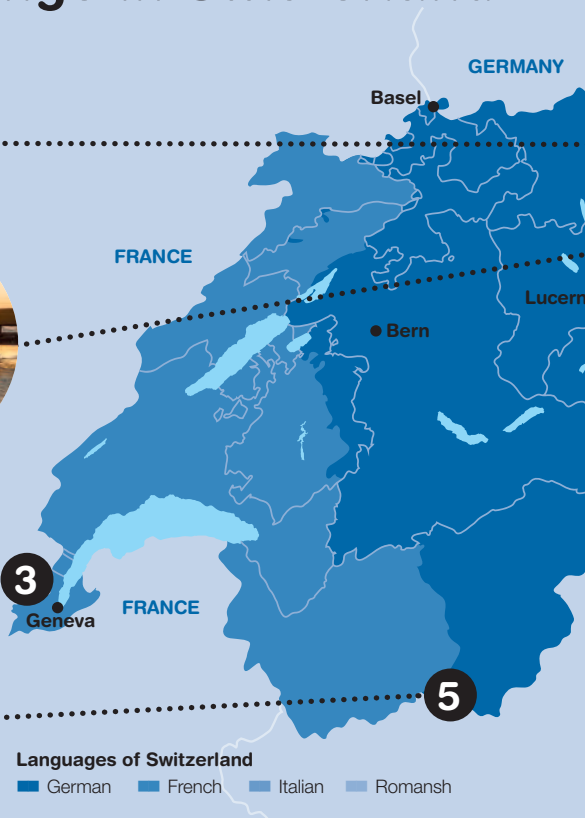 GERMANY
Basel
FRANCE
Bern
3
FRANCE
Geneva
5
Languages of Switzerland
German French Italian Romansh